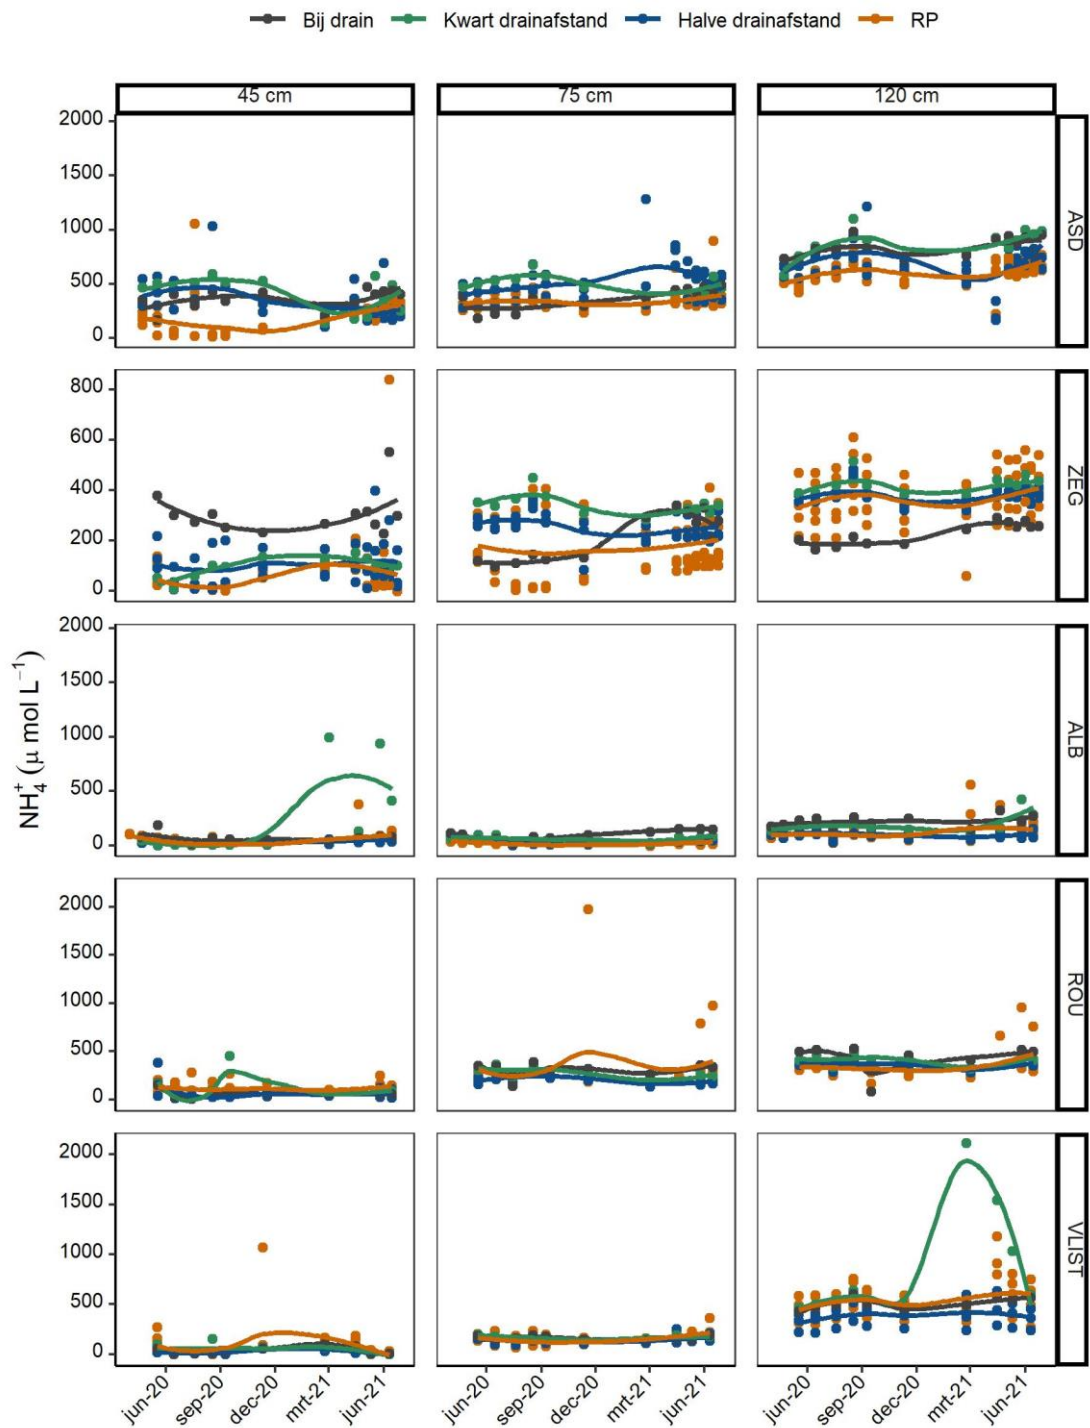 Bij drain Kwart drainafstand Halve drainafstand RP
45 cm 75 cm 120 cm
2000
1500
1000
500
0
ASD
800
600
400
200
0
ZEG
2000
1500
1000
500
0
ALB
NH₄⁺ (μ mol L⁻¹)
2000
1500
1000
500
0
ROU
2000
1500
1000
500
0
VLIST
jun-20 sep-20 dec-20 mrt-21 jun-21 jun-20 sep-20 dec-20 mrt-21 jun-21 jun-20 sep-20 dec-20 mrt-21 jun-21